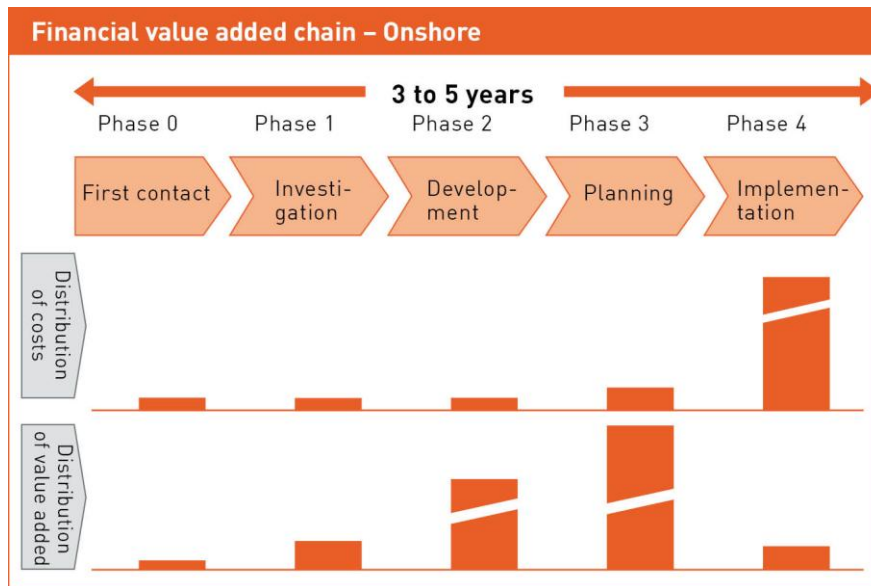 Financial value added chain – Onshore
3 to 5 years
Phase 0
Phase 1
Phase 2
Phase 3
Phase 4
First contact
Investi-
gation
Develop-
ment
Planning
Implemen-
tation
Distribution
of costs
Distribution
of value added